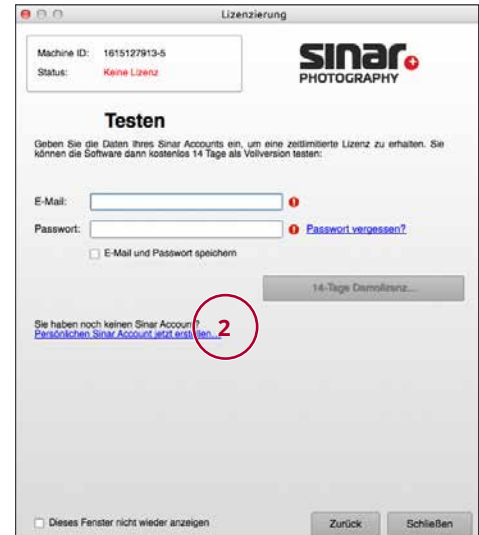 Lizenzierung
Machine ID: 1615127913-5
Status: Keine Lizenz
sinar
PHOTOGRAPHY
Testen
Geben Sie die Daten Ihres Sinar Accounts ein, um eine zeitlimitierte Lizenz zu erhalten. Sie
können die Software dann kostenlos 14 Tage als Vollversion testen:
E-Mail:
Passwort: Passwort vergessen?
E-Mail und Passwort speichern
14-Tage Demolizenz...
Sie haben noch keinen Sinar Account?
Persönlichen Sinar Account jetzt erstellen...
2
Dieses Fenster nicht wieder anzeigen Zurück Schließen